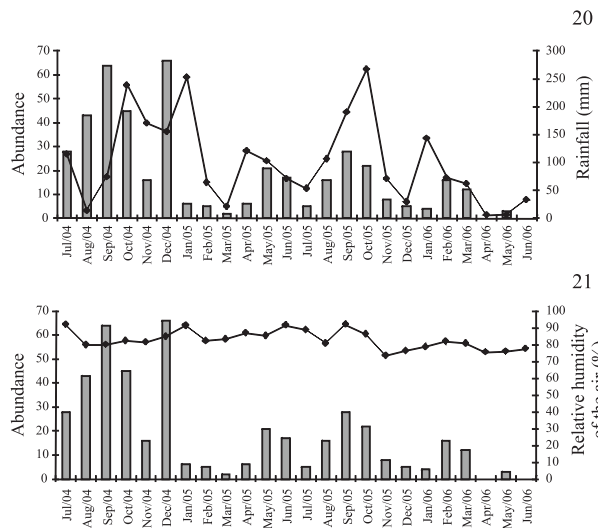 20
70
60
50
40
30
20
10
0
Abundance
300
250
200
150
100
50
0
Rainfall (mm)
Jul/04
Aug/04
Sep/04
Oct/04
Nov/04
Dec/04
Jan/05
Feb/05
Mar/05
Apr/05
May/05
Jun/05
Jul/05
Aug/05
Sep/05
Oct/05
Nov/05
Dec/05
Jan/06
Feb/06
Mar/06
Apr/06
May/06
Jun/06
21
70
60
50
40
30
20
10
0
Abundance
100
90
80
70
60
50
40
30
20
10
0
Relative humidity
of the air (%)
Jul/04
Aug/04
Sep/04
Oct/04
Nov/04
Dec/04
Jan/05
Feb/05
Mar/05
Apr/05
May/05
Jun/05
Jul/05
Aug/05
Sep/05
Oct/05
Nov/05
Dec/05
Jan/06
Feb/06
Mar/06
Apr/06
May/06
Jun/06